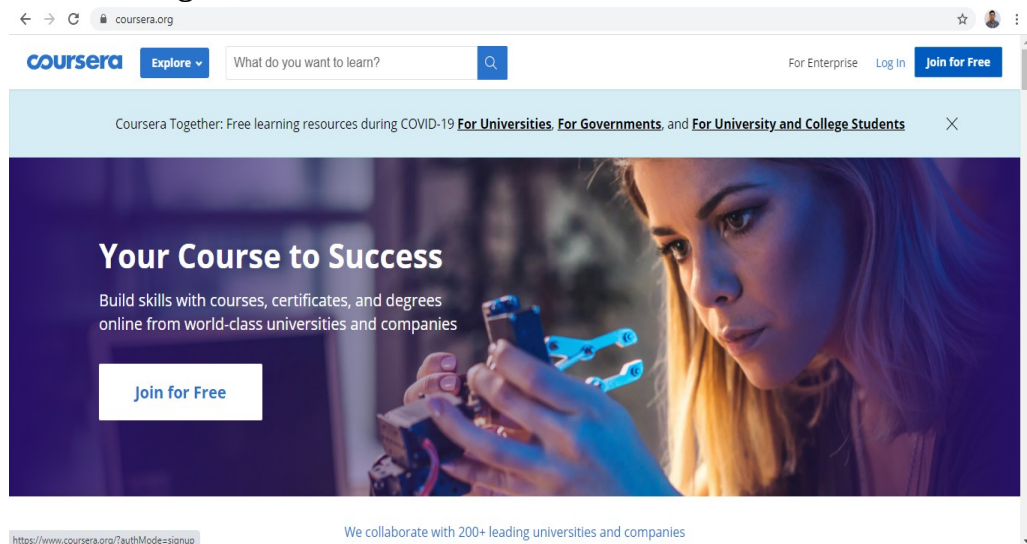 coursera.org
coursera Explore What do you want to learn? For Enterprise Log In Join for Free
Coursera Together: Free learning resources during COVID-19 For Universities, For Governments, and For University and College Students
Your Course to Success
Build skills with courses, certificates, and degrees
online from world-class universities and companies
Join for Free
We collaborate with 200+ leading universities and companies
https://www.coursera.org/?authMode=signup